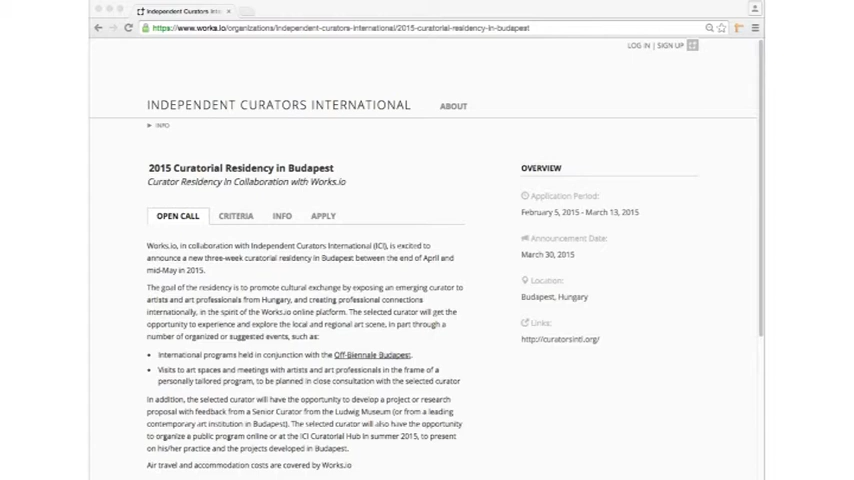 Independent Curators Inte
https://www.works.io/organizations/independent-curators-international/2015-curatorial-residency-in-budapest
LOG IN | SIGN UP
INDEPENDENT CURATORS INTERNATIONAL ABOUT
INFO
2015 Curatorial Residency in Budapest
Curator Residency In Collaboration with Works.io
OPEN CALL CRITERIA INFO APPLY
Works.io, in collaboration with Independent Curators International (ICI), is excited to
announce a new three-week curatorial residency in Budapest between the end of April and
mid-May in 2015.
The goal of the residency is to promote cultural exchange by exposing an emerging curator to
artists and art professionals from Hungary, and creating professional connections
internationally, in the spirit of the Works.io online platform. The selected curator will get the
opportunity to experience and explore the local and regional art scene, in part through a
number of organized or suggested events, such as:
• International programs held in conjunction with the Off-Biennale Budapest.
• Visits to art spaces and meetings with artists and art professionals in the frame of a
personally tailored program, to be planned in close consultation with the selected curator
In addition, the selected curator will have the opportunity to develop a project or research
proposal with feedback from a Senior Curator from the Ludwig Museum (or from a leading
contemporary art institution in Budapest). The selected curator will also have the opportunity
to organize a public program online or at the ICI Curatorial Hub in summer 2015, to present
on his/her practice and the projects developed in Budapest.
Air travel and accommodation costs are covered by Works.io
OVERVIEW
Application Period:
February 5, 2015 - March 13, 2015
Announcement Date:
March 30, 2015
Location:
Budapest, Hungary
Links:
http://curatorsintl.org/